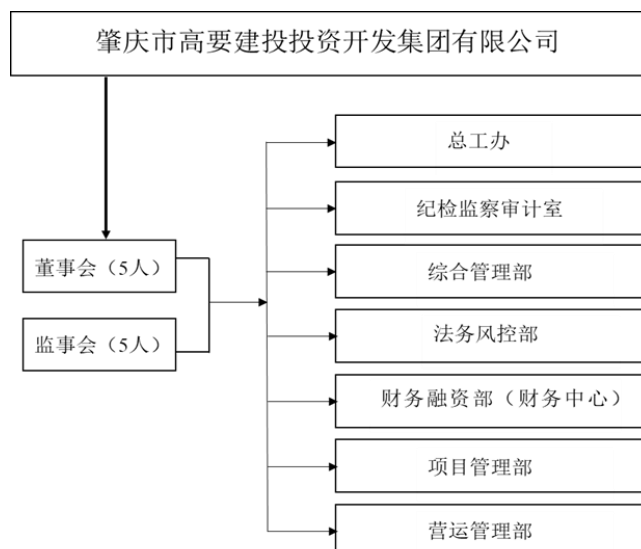 肇庆市高要建投投资开发集团有限公司
总工办
纪检监察审计室
董事会（5人）
综合管理部
监事会（5人）
法务风控部
财务融资部（财务中心）
项目管理部
营运管理部